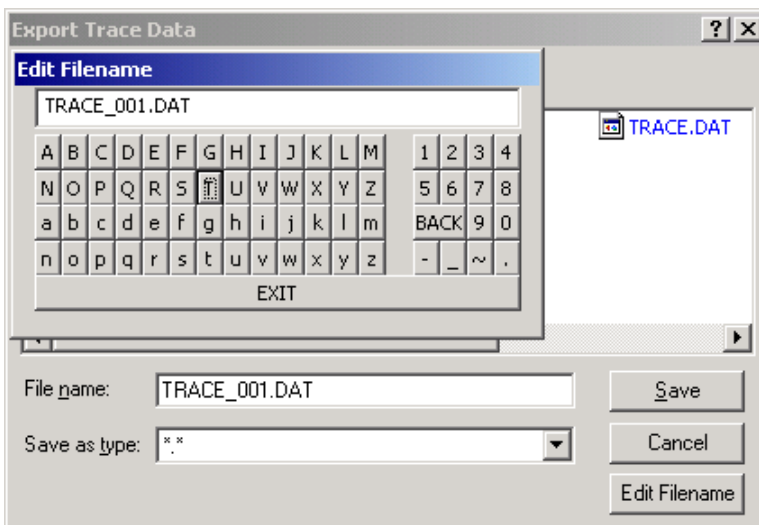 Export Trace Data ? ×
Edit Filename
TRACE_001.DAT
TRACE.DAT
A B C D E F G H I J K L M 1 2 3 4
N O P Q R S T U V W X Y Z 5 6 7 8
a b c d e f g h i j k l m BACK 9 0
n o p q r s t u v w x y z - _ ~ .
EXIT
File name: TRACE_001.DAT Save
Save as type: *.* Cancel
Edit Filename